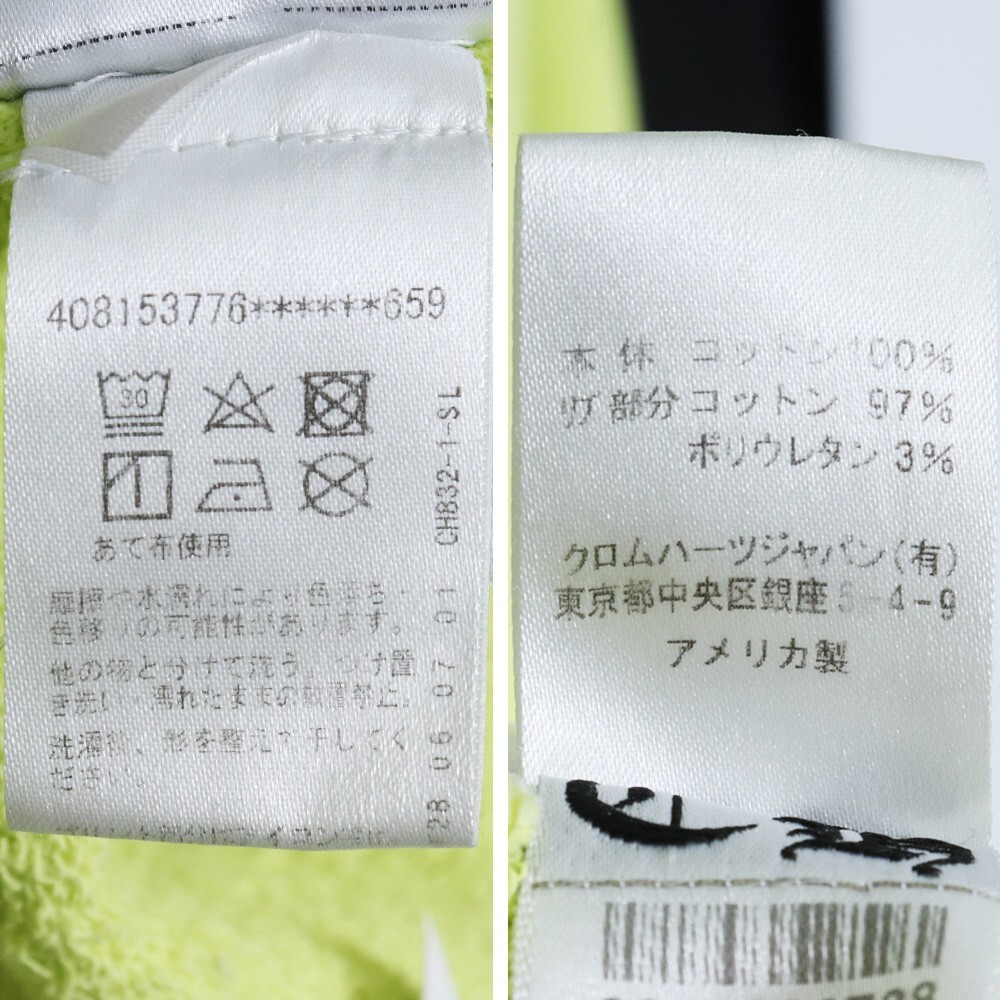 408153776******659
30
あて布使用
摩擦や水濡れにより色落ち・
色移りの可能性があります。
他の物と分けて洗う。つけ置
き洗い・濡れたままの放置禁止。
洗濯後、形を整えて干してく
ださい。
CH832-1-SL
28 06 07 01
本体 コットン 100%
リブ部分 コットン 97%
ポリウレタン 3%
クロムハーツジャパン(有)
東京都中央区銀座 5-4-9
アメリカ製